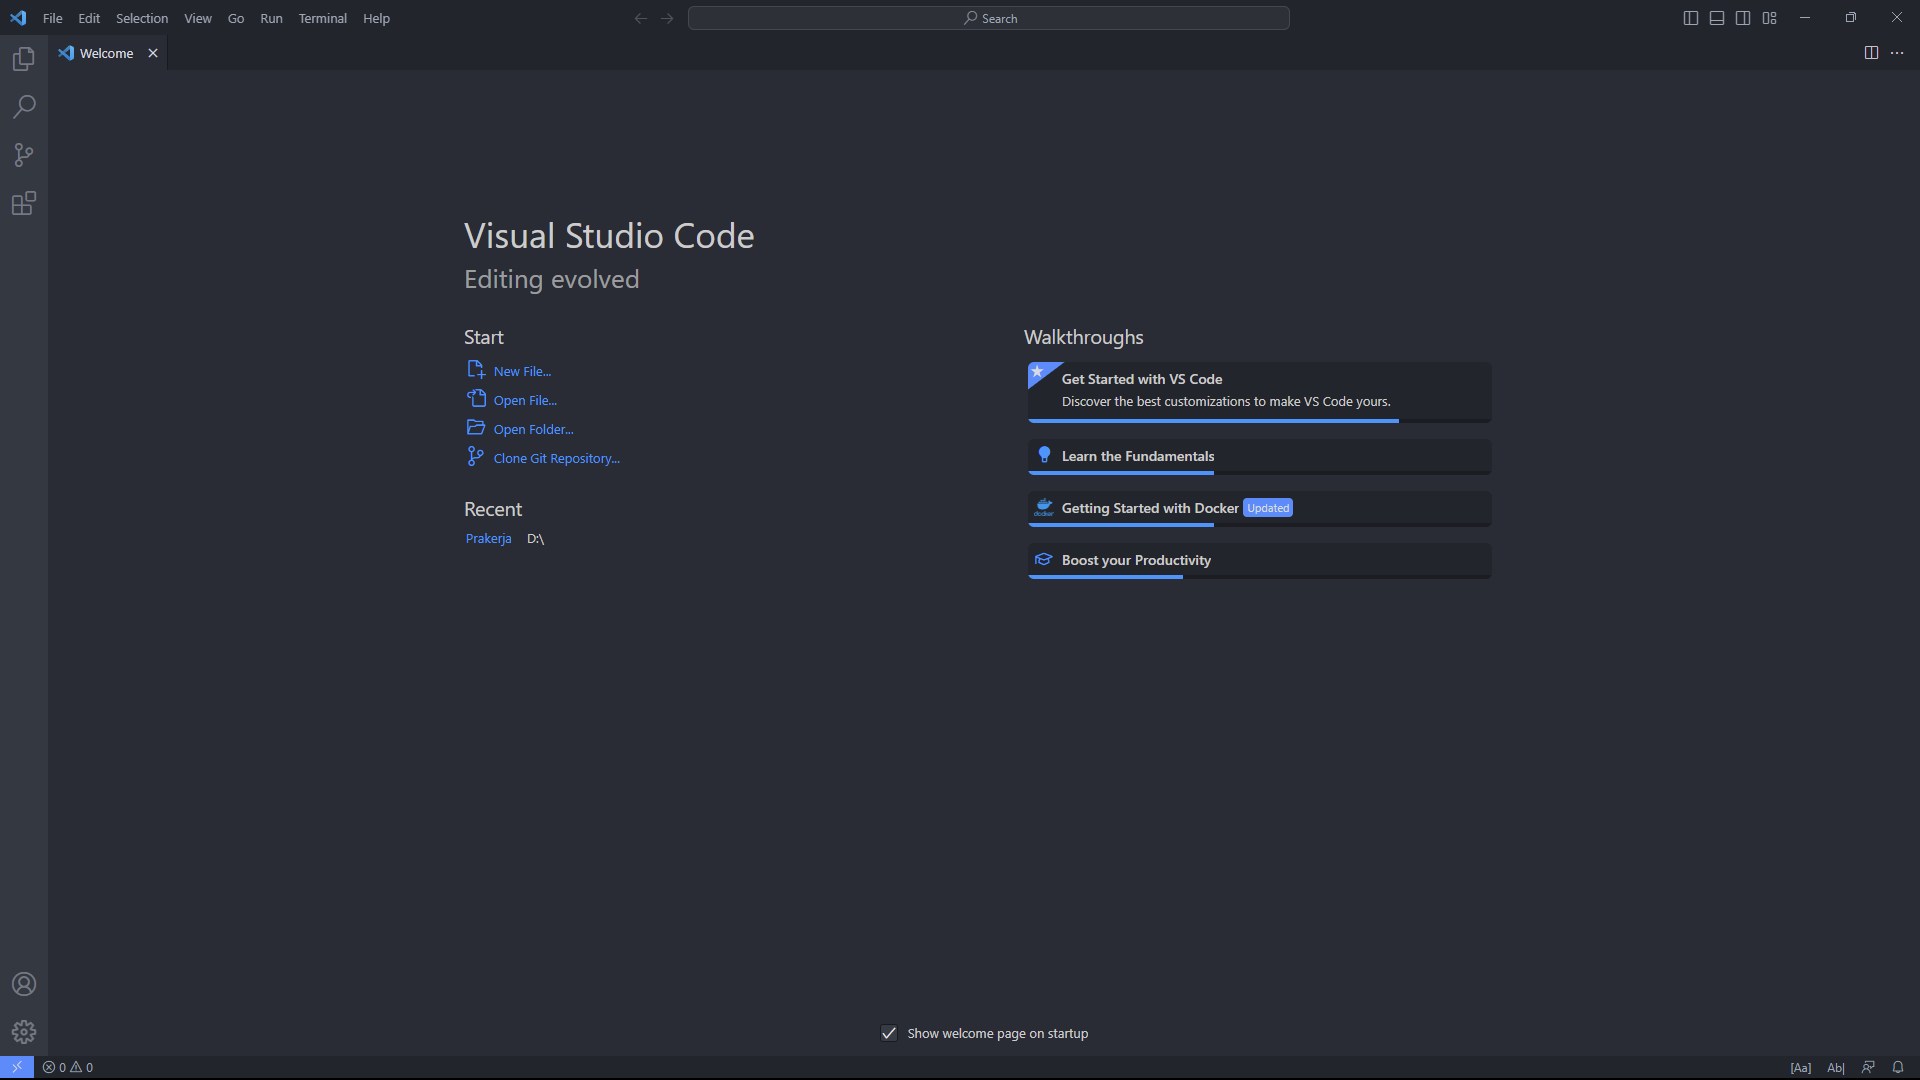 File Edit Selection View Go Run Terminal Help
Search
Welcome
Visual Studio Code
Editing evolved
Start
New File...
Open File...
Open Folder...
Clone Git Repository...
Recent
Prakerja D:\
Walkthroughs
Get Started with VS Code
Discover the best customizations to make VS Code yours.
Learn the Fundamentals
docker
Getting Started with Docker Updated
Boost your Productivity
Show welcome page on startup
0 0
[Aa] Ab|